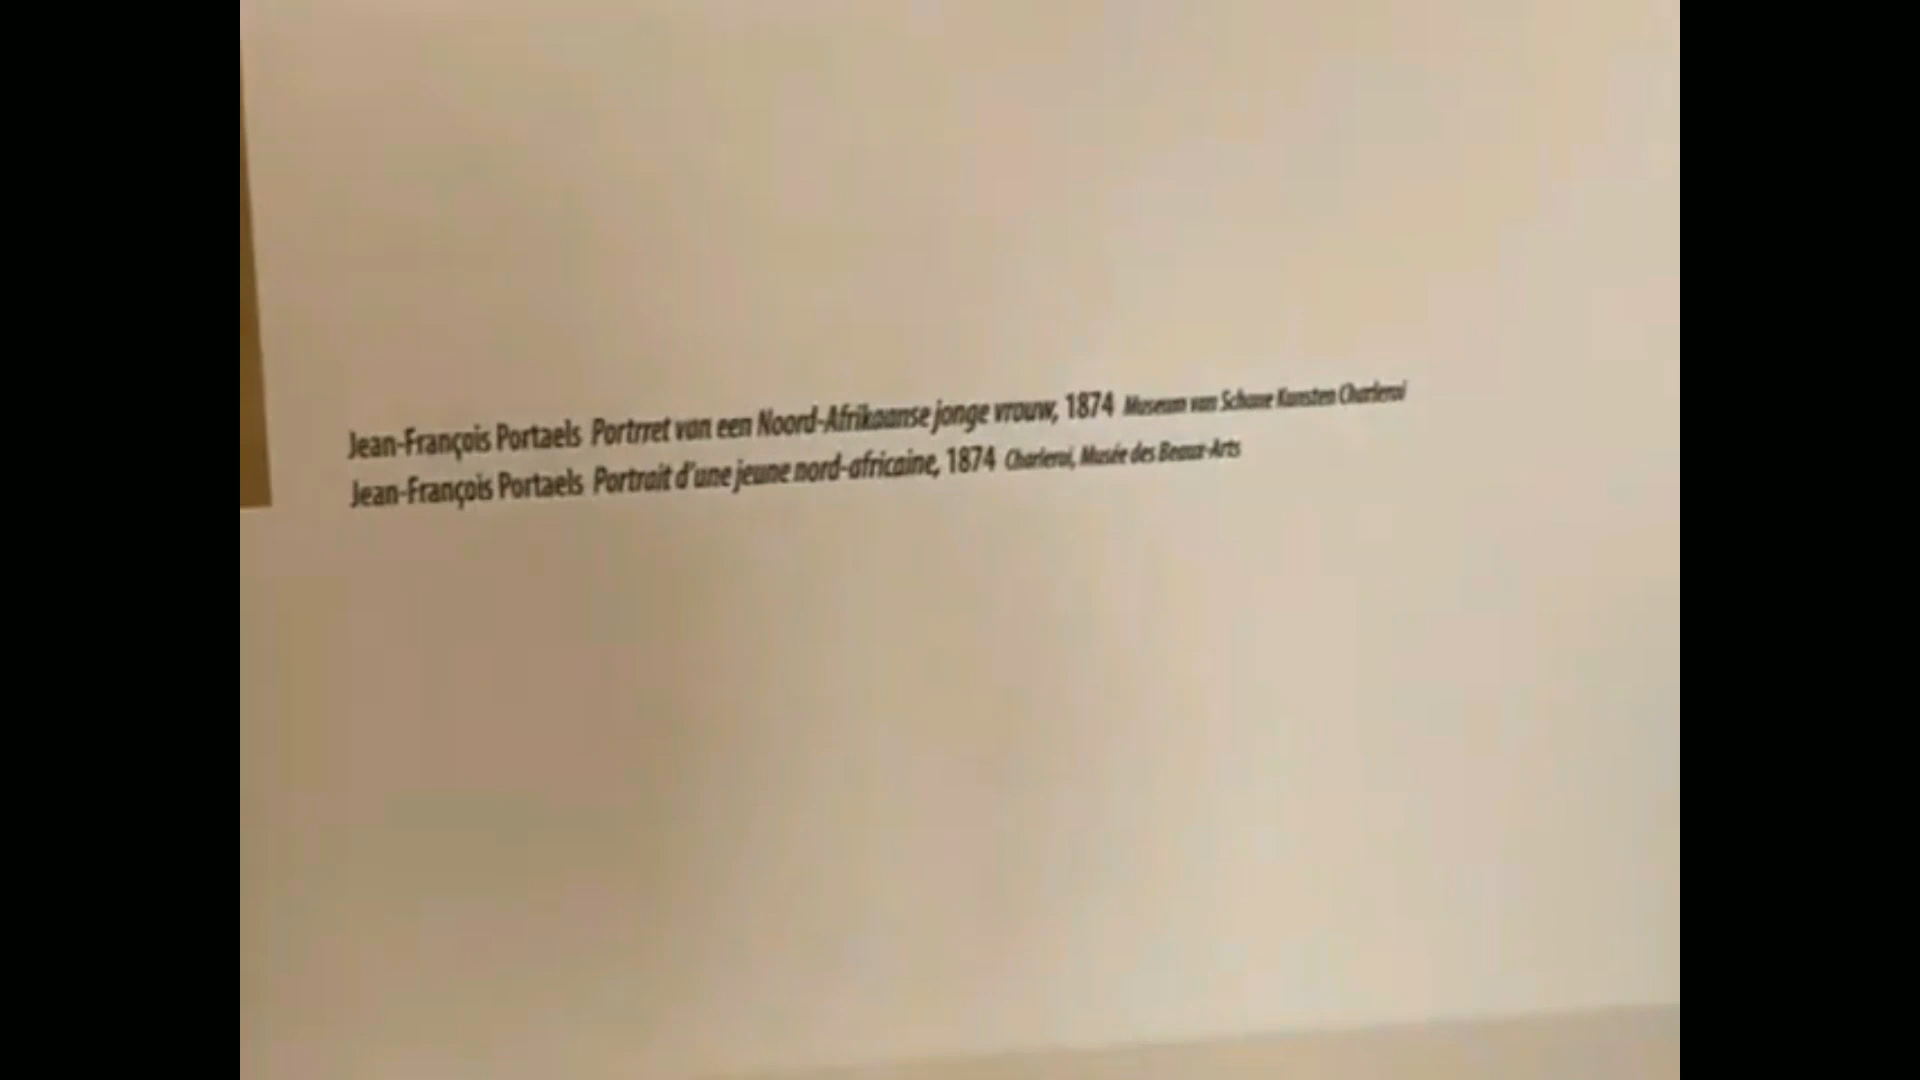 Jean-François Portaels Portrret van een Noord-Afrikaanse jonge vrouw, 1874 Museum van Schone Kunsten Charleroi
Jean-François Portaels Portrait d'une jeune nord-africaine, 1874 Charleroi, Musée des Beaux-Arts